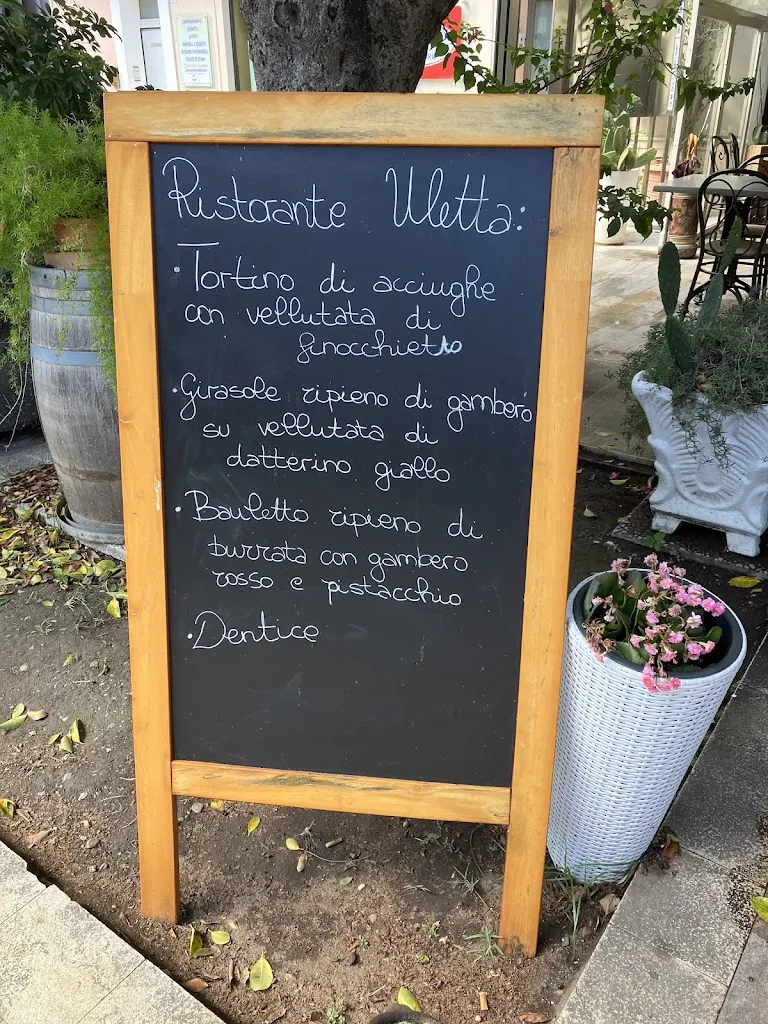 Ristorante Uletta:
• Tortino di acciughe
con vellutata di
finocchietto
• Girasole ripieno di gambero
su vellutata di
datterino giallo
• Bauletto ripieno di
burrata con gambero
rosso e pistacchio
• Dentice